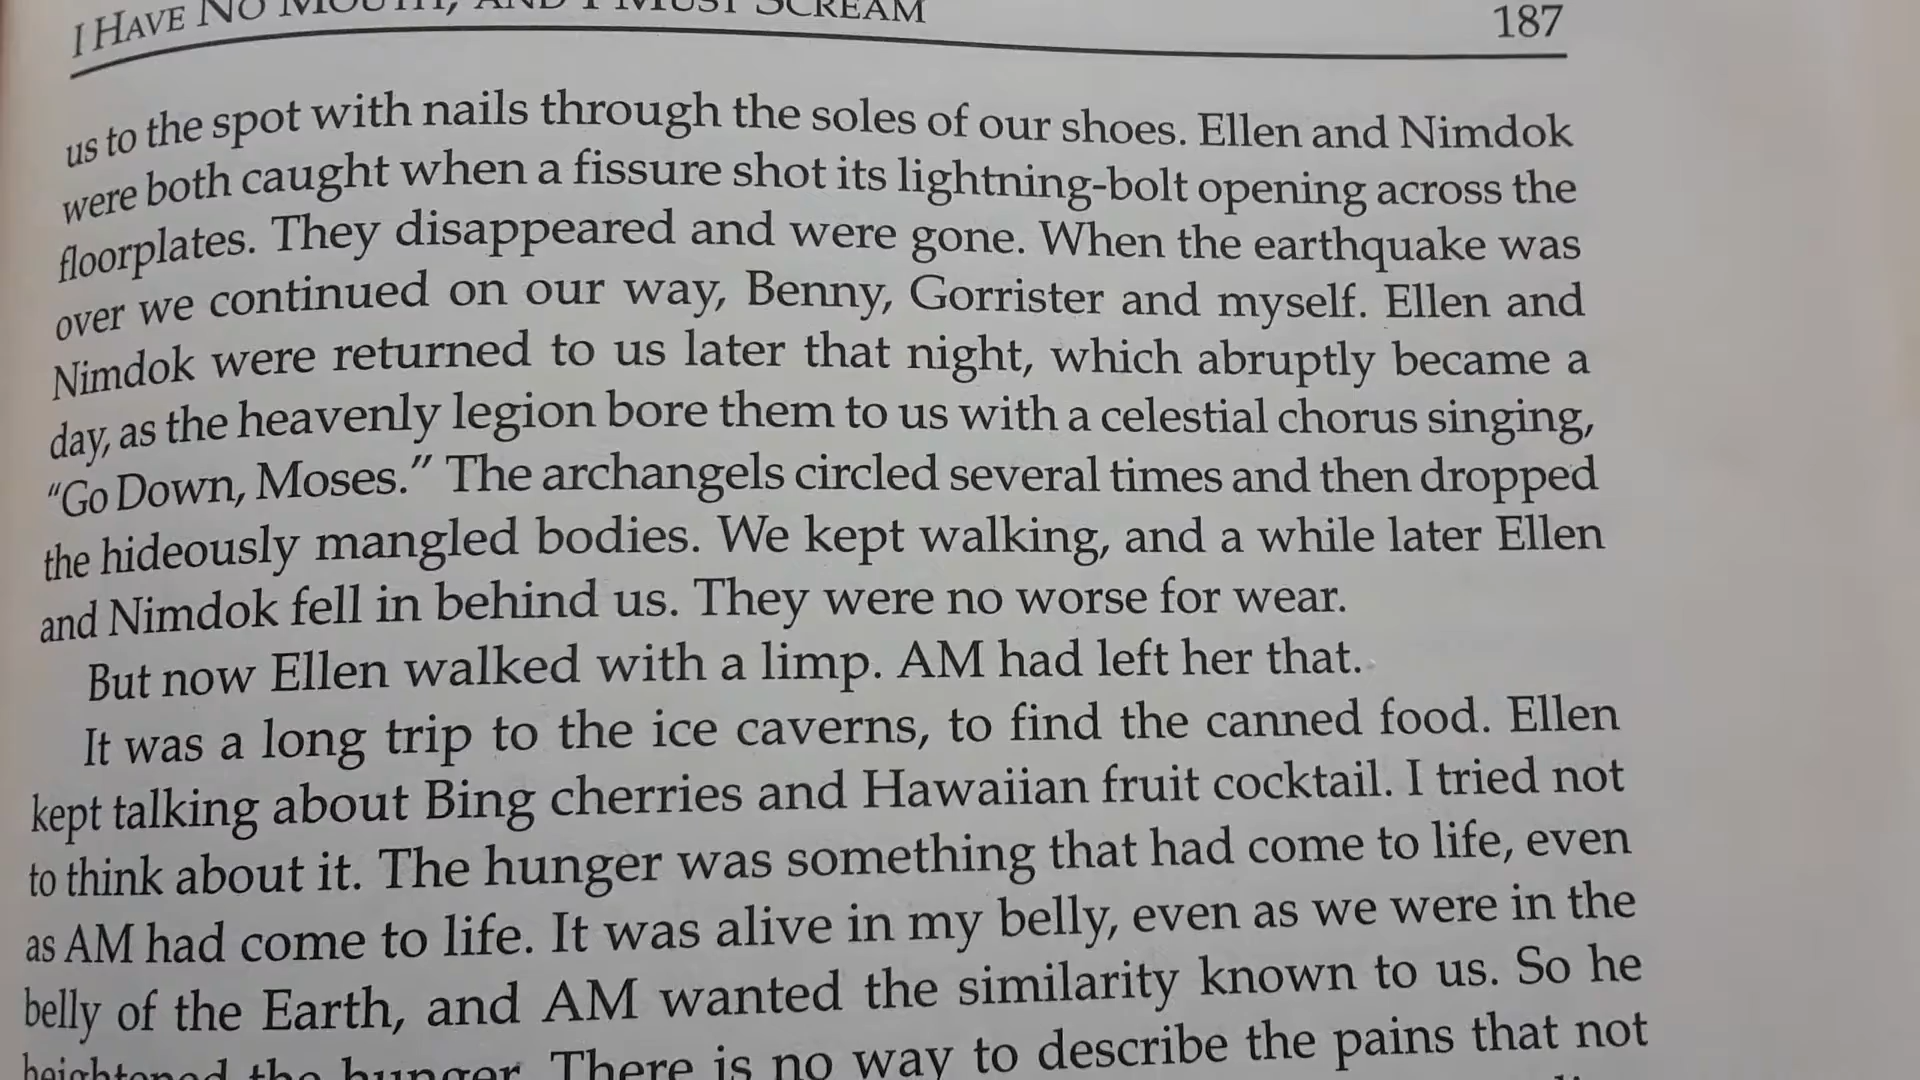 I HAVE NO MOUTH, AND I MUST SCREAM 187
us to the spot with nails through the soles of our shoes. Ellen and Nimdok
were both caught when a fissure shot its lightning-bolt opening across the
floorplates. They disappeared and were gone. When the earthquake was
over we continued on our way, Benny, Gorrister and myself. Ellen and
Nimdok were returned to us later that night, which abruptly became a
day, as the heavenly legion bore them to us with a celestial chorus singing,
"Go Down, Moses." The archangels circled several times and then dropped
the hideously mangled bodies. We kept walking, and a while later Ellen
and Nimdok fell in behind us. They were no worse for wear.
But now Ellen walked with a limp. AM had left her that.
It was a long trip to the ice caverns, to find the canned food. Ellen
kept talking about Bing cherries and Hawaiian fruit cocktail. I tried not
to think about it. The hunger was something that had come to life, even
as AM had come to life. It was alive in my belly, even as we were in the
belly of the Earth, and AM wanted the similarity known to us. So he
heightened the hunger. There is no way to describe the pains that not